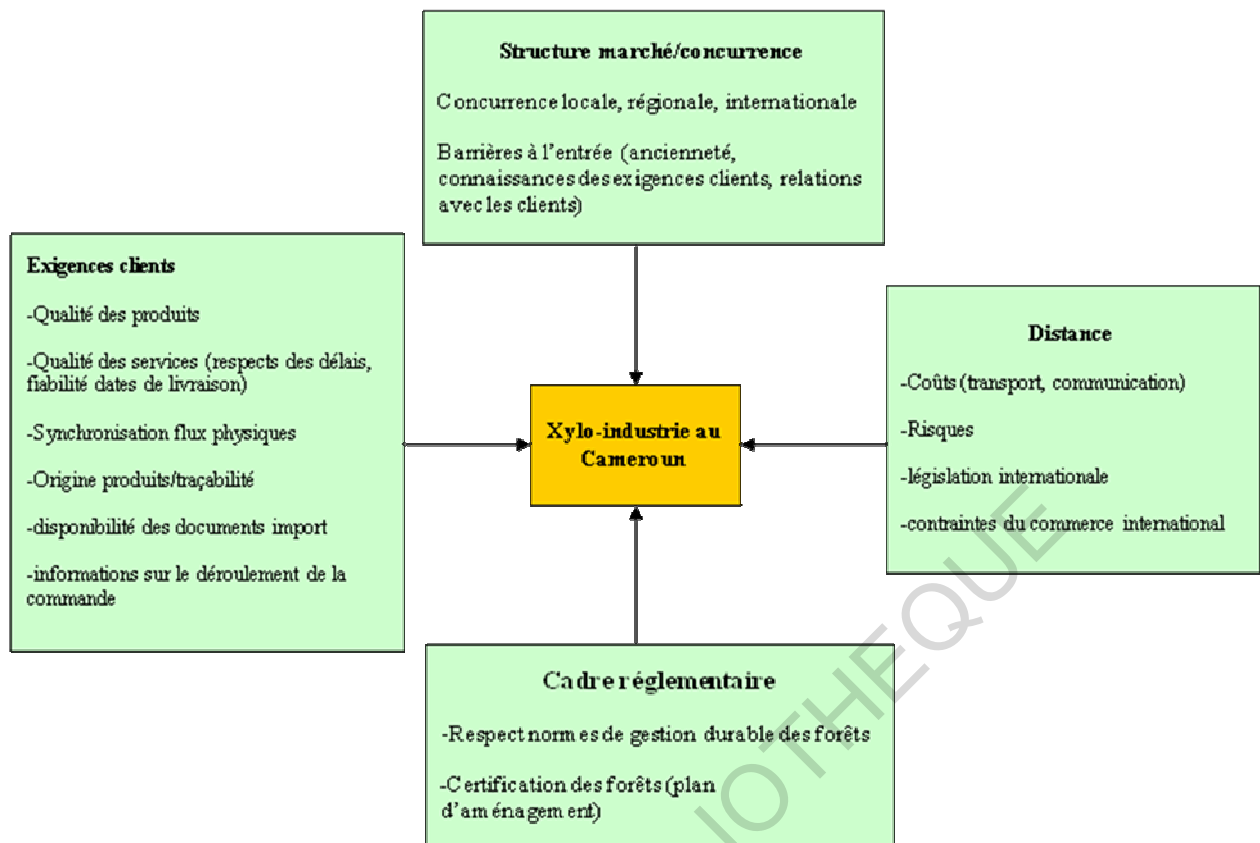 Structure marché/concurrence
Concurrence locale, régionale, internationale
Barrières à l'entrée (ancienneté,
connaissances des exigences clients, relations
avec les clients)
Exigences clients
-Qualité des produits
-Qualité des services (respects des délais,
fiabilité dates de livraison)
-Synchronisation flux physiques
-Origine produits/traçabilité
-disponibilité des documents import
-informations sur le déroulement de la
commande
Xylo-industrie au
Cameroun
Distance
-Coûts (transport, communication)
-Risques
-législation internationale
-contraintes du commerce international
Cadre réglementaire
-Respect normes de gestion durable des forêts
-Certification des forêts (plan
d'aménagement)
IOTHEQUE